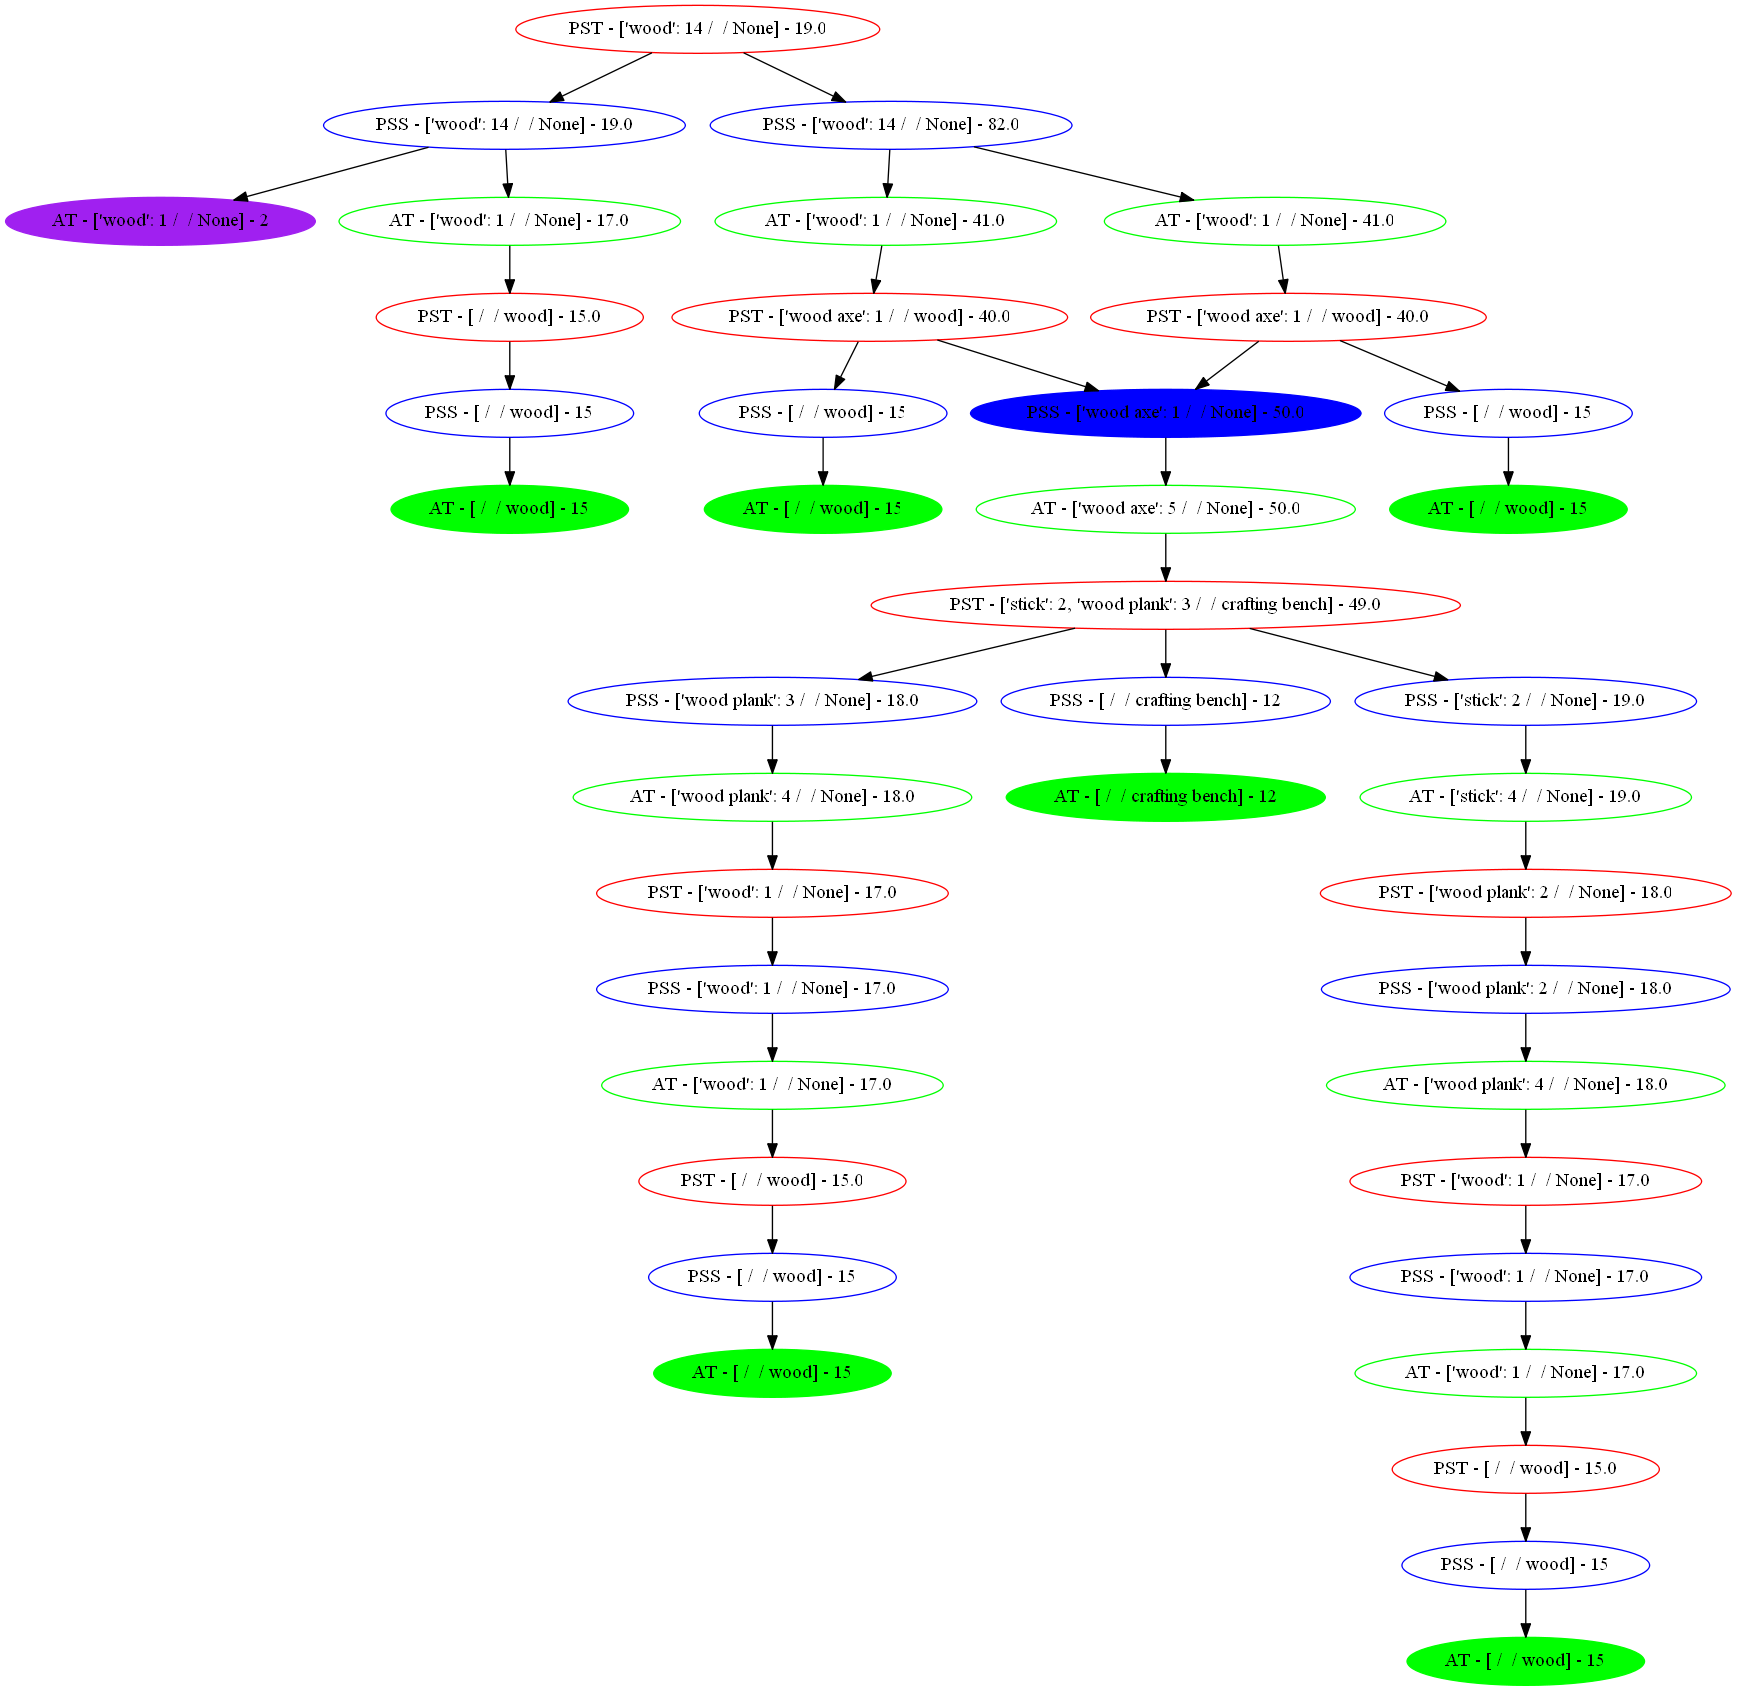 PST - ['wood': 14 /  / None] - 19.0
PSS - ['wood': 14 /  / None] - 19.0
PSS - ['wood': 14 /  / None] - 82.0
AT - ['wood': 1 /  / None] - 2
AT - ['wood': 1 /  / None] - 17.0
AT - ['wood': 1 /  / None] - 41.0
AT - ['wood': 1 /  / None] - 41.0
PST - [ /  / wood] - 15.0
PST - ['wood axe': 1 /  / wood] - 40.0
PST - ['wood axe': 1 /  / wood] - 40.0
PSS - [ /  / wood] - 15
PSS - [ /  / wood] - 15
PSS - ['wood axe': 1 /  / None] - 50.0
PSS - [ /  / wood] - 15
AT - [ /  / wood] - 15
AT - [ /  / wood] - 15
AT - ['wood axe': 5 /  / None] - 50.0
AT - [ /  / wood] - 15
PST - ['stick': 2, 'wood plank': 3 /  / crafting bench] - 49.0
PSS - ['wood plank': 3 /  / None] - 18.0
PSS - [ /  / crafting bench] - 12
PSS - ['stick': 2 /  / None] - 19.0
AT - ['wood plank': 4 /  / None] - 18.0
AT - [ /  / crafting bench] - 12
AT - ['stick': 4 /  / None] - 19.0
PST - ['wood': 1 /  / None] - 17.0
PST - ['wood plank': 2 /  / None] - 18.0
PSS - ['wood': 1 /  / None] - 17.0
PSS - ['wood plank': 2 /  / None] - 18.0
AT - ['wood': 1 /  / None] - 17.0
AT - ['wood plank': 4 /  / None] - 18.0
PST - [ /  / wood] - 15.0
PST - ['wood': 1 /  / None] - 17.0
PSS - [ /  / wood] - 15
PSS - ['wood': 1 /  / None] - 17.0
AT - [ /  / wood] - 15
AT - ['wood': 1 /  / None] - 17.0
PST - [ /  / wood] - 15.0
PSS - [ /  / wood] - 15
AT - [ /  / wood] - 15